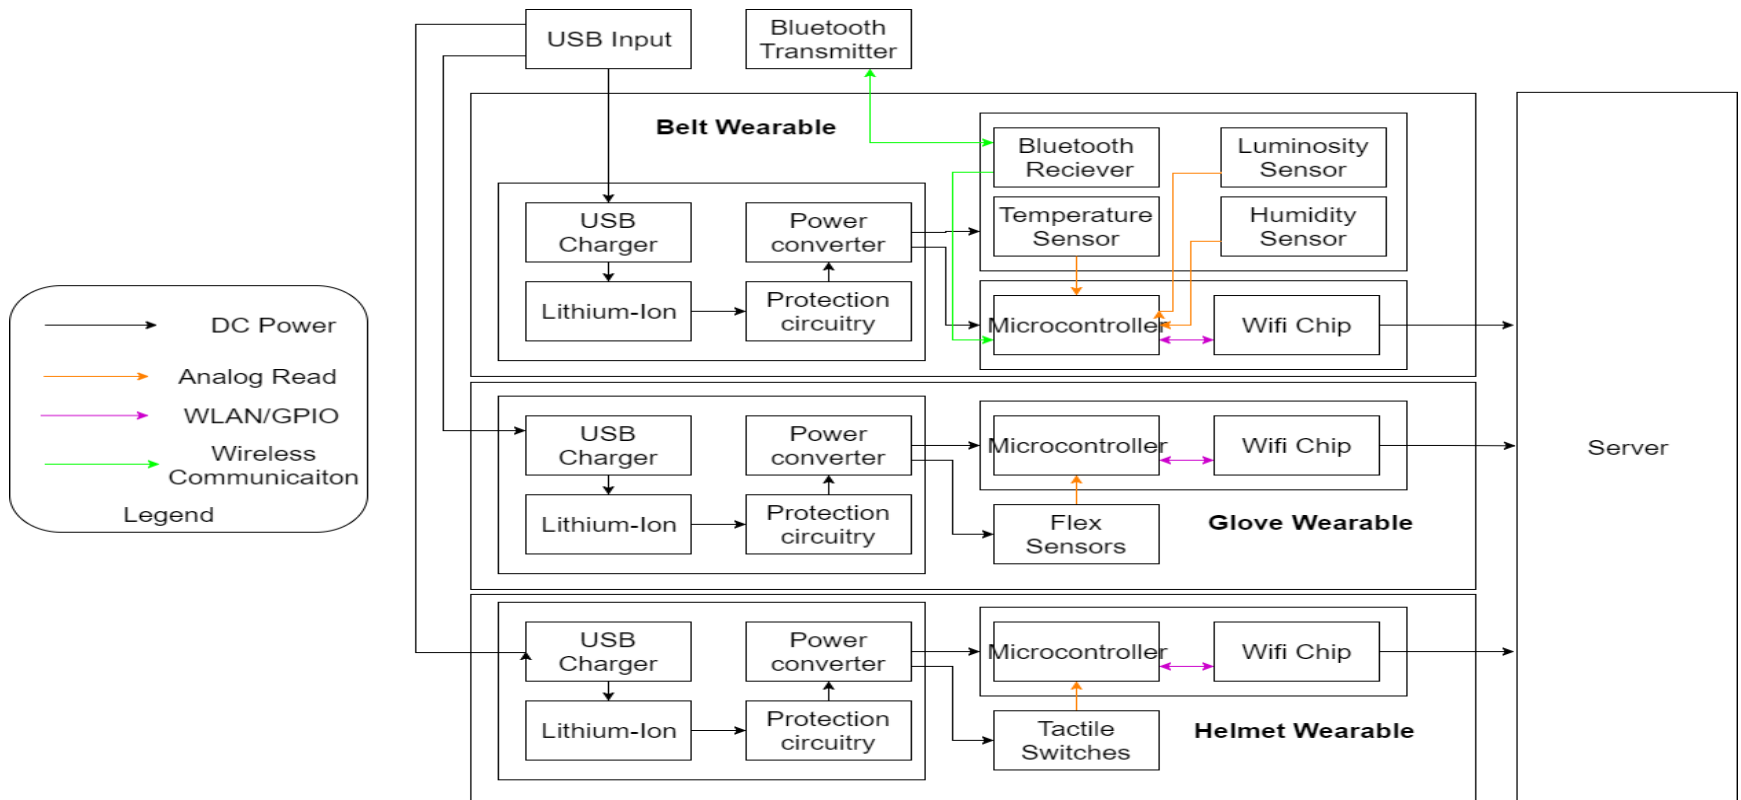 USB Input
Bluetooth
Transmitter
Belt Wearable
Bluetooth
Reciever
Luminosity
Sensor
USB
Charger
Power
converter
Temperature
Sensor
Humidity
Sensor
Lithium-Ion
Protection
circuitry
Microcontroller
Wifi Chip
DC Power
Analog Read
WLAN/GPIO
Wireless
Communicaiton
Legend
USB
Charger
Power
converter
Microcontroller
Wifi Chip
Lithium-Ion
Protection
circuitry
Flex
Sensors
Glove Wearable
Server
USB
Charger
Power
converter
Microcontroller
Wifi Chip
Lithium-Ion
Protection
circuitry
Tactile
Switches
Helmet Wearable